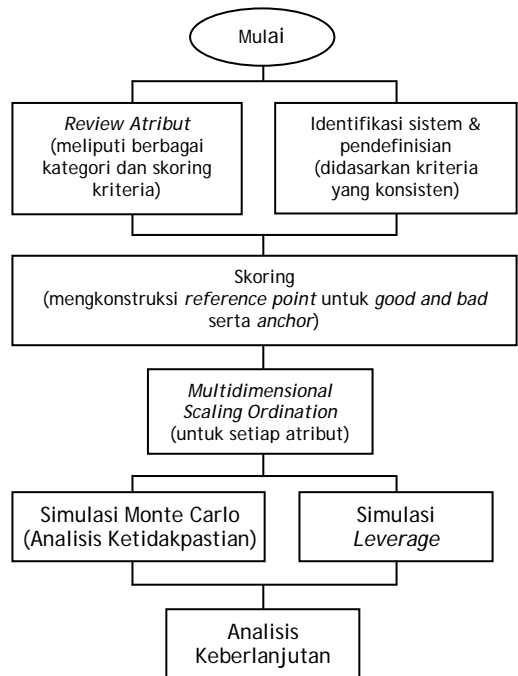 Mulai
Review Atribut
(meliputi berbagai
kategori dan skoring
kriteria)
Identifikasi sistem &
pendefinisian
(didasarkan kriteria
yang konsisten)
Skoring
(mengkonstruksi reference point untuk good and bad
serta anchor)
Multidimensional
Scaling Ordination
(untuk setiap atribut)
Simulasi Monte Carlo
(Analisis Ketidakpastian)
Simulasi
Leverage
Analisis
Keberlanjutan